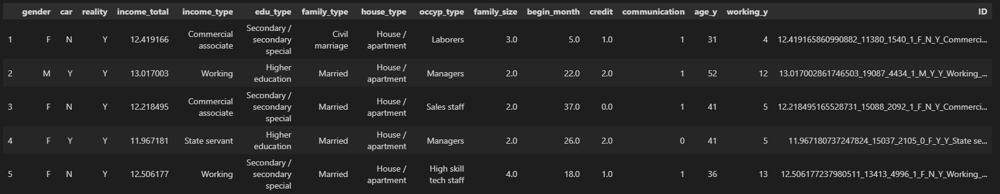 gender car reality income_total income_type edu_type family_type house_type occyp_type family_size begin_month credit communication age_y working_y ID
1 F N Y 12.419166 Commercial associate Secondary / secondary special Civil marriage House / apartment Laborers 3.0 5.0 1.0 1 31 4 12.419165860990882_11380_1540_1_F_N_Y_Commerci...
2 M Y Y 13.017003 Working Higher education Married House / apartment Managers 2.0 22.0 2.0 1 52 12 13.017002861746503_19087_4434_1_M_Y_Y_Working_...
3 F N Y 12.218495 Commercial associate Secondary / secondary special Married House / apartment Sales staff 2.0 37.0 0.0 1 41 5 12.218495165528731_15088_2092_1_F_N_Y_Commerci...
4 F Y Y 11.967181 State servant Higher education Married House / apartment Managers 2.0 26.0 2.0 0 41 5 11.967180737247824_15037_2105_0_F_Y_Y_State se...
5 F N Y 12.506177 Working Secondary / secondary special Married House / apartment High skill tech staff 4.0 18.0 1.0 1 36 13 12.506177237980511_13413_4996_1_F_N_Y_Working_...